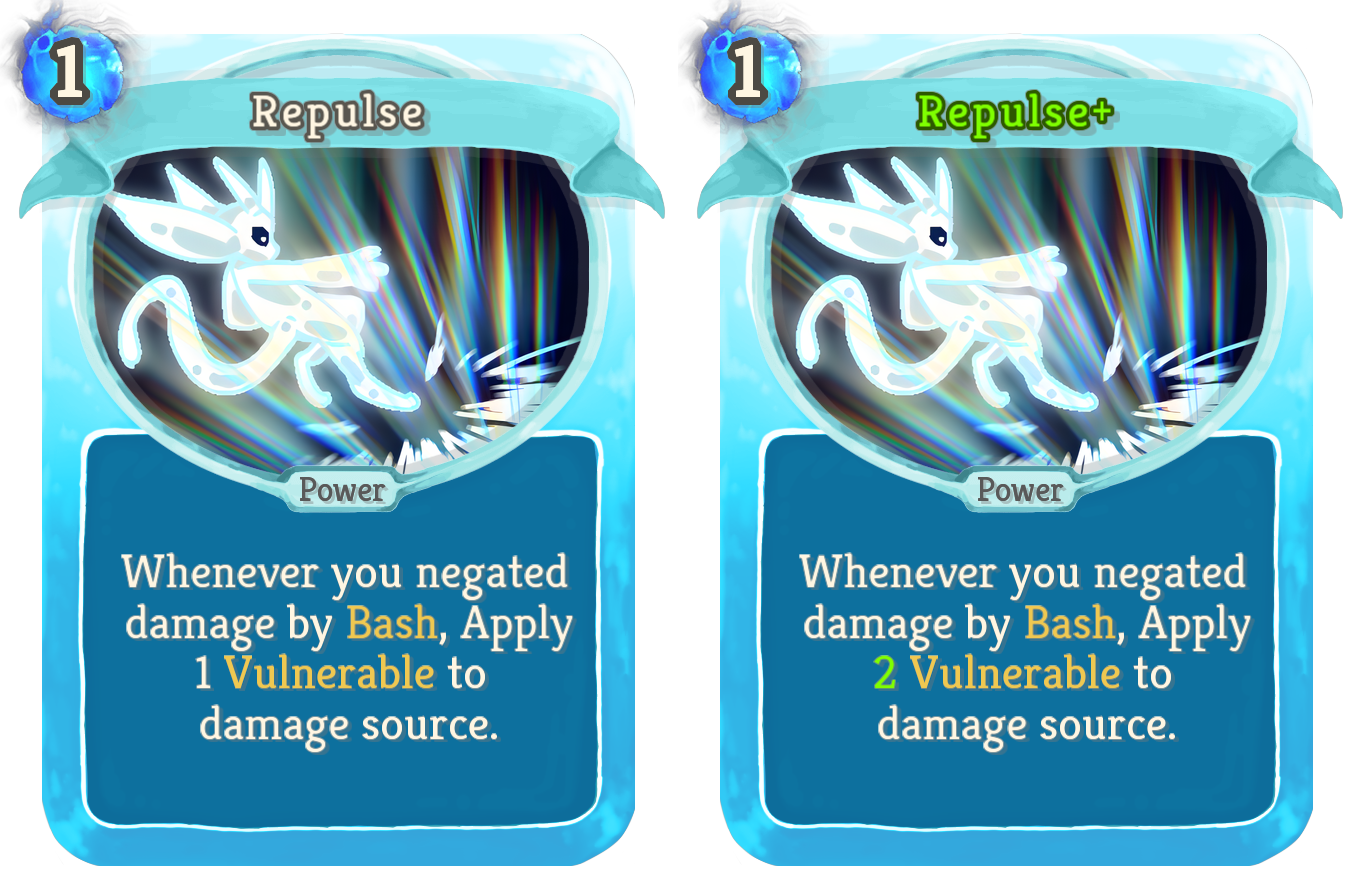 1
Repulse
Power
Whenever you negated
damage by Bash, Apply
1 Vulnerable to
damage source.
1
Repulse+
Power
Whenever you negated
damage by Bash, Apply
2 Vulnerable to
damage source.